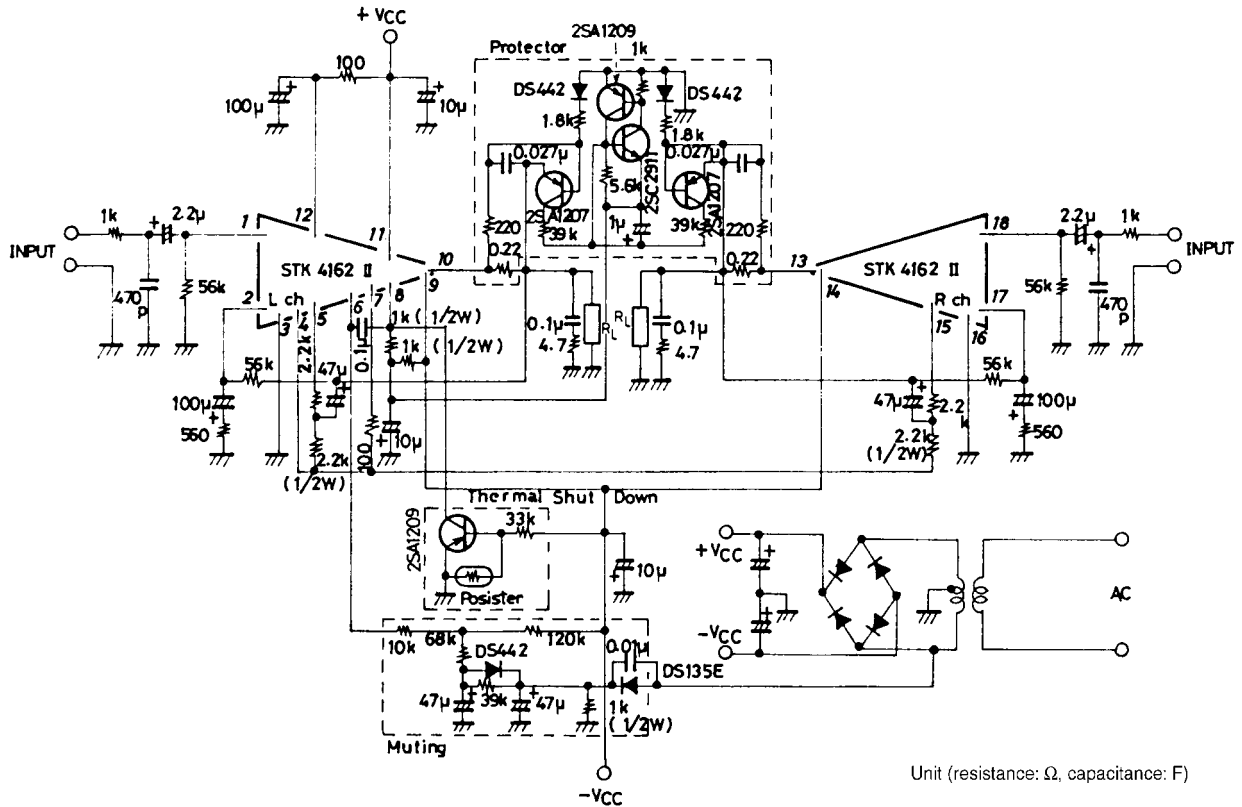 + VCC
100
100μ
10μ
Protector
2SA1209
1k
DS442
DS442
1.8k
1.8k
0.027μ
0.027μ
2SC2911
5.6k
2SA1207
2SA1207
1μ
39k
39k
220
220
0.22
0.22
INPUT
1k
2.2μ
470p
56k
1
12
11
STK 4162 II
L ch
10
9
8
7
6
5
4
3
2
13
14
STK 4162 II
R ch
15
16
17
18
2.2μ
1k
INPUT
56k
470p
1k (1/2W)
1k (1/2W)
0.1μ
4.7
RL
RL
0.1μ
4.7
2.2k
0.1μ
47μ
56k
100μ
560
2.2k
(1/2W)
100
10μ
56k
47μ
2.2k
2.2k
(1/2W)
100μ
560
Thermal Shut Down
2SA1209
33k
10μ
Posister
+VCC
-VCC
AC
10k
68k
120k
DS442
0.01μ
DS135E
47μ
39k
47μ
1k
(1/2W)
Muting
-VCC
Unit (resistance: Ω, capacitance: F)